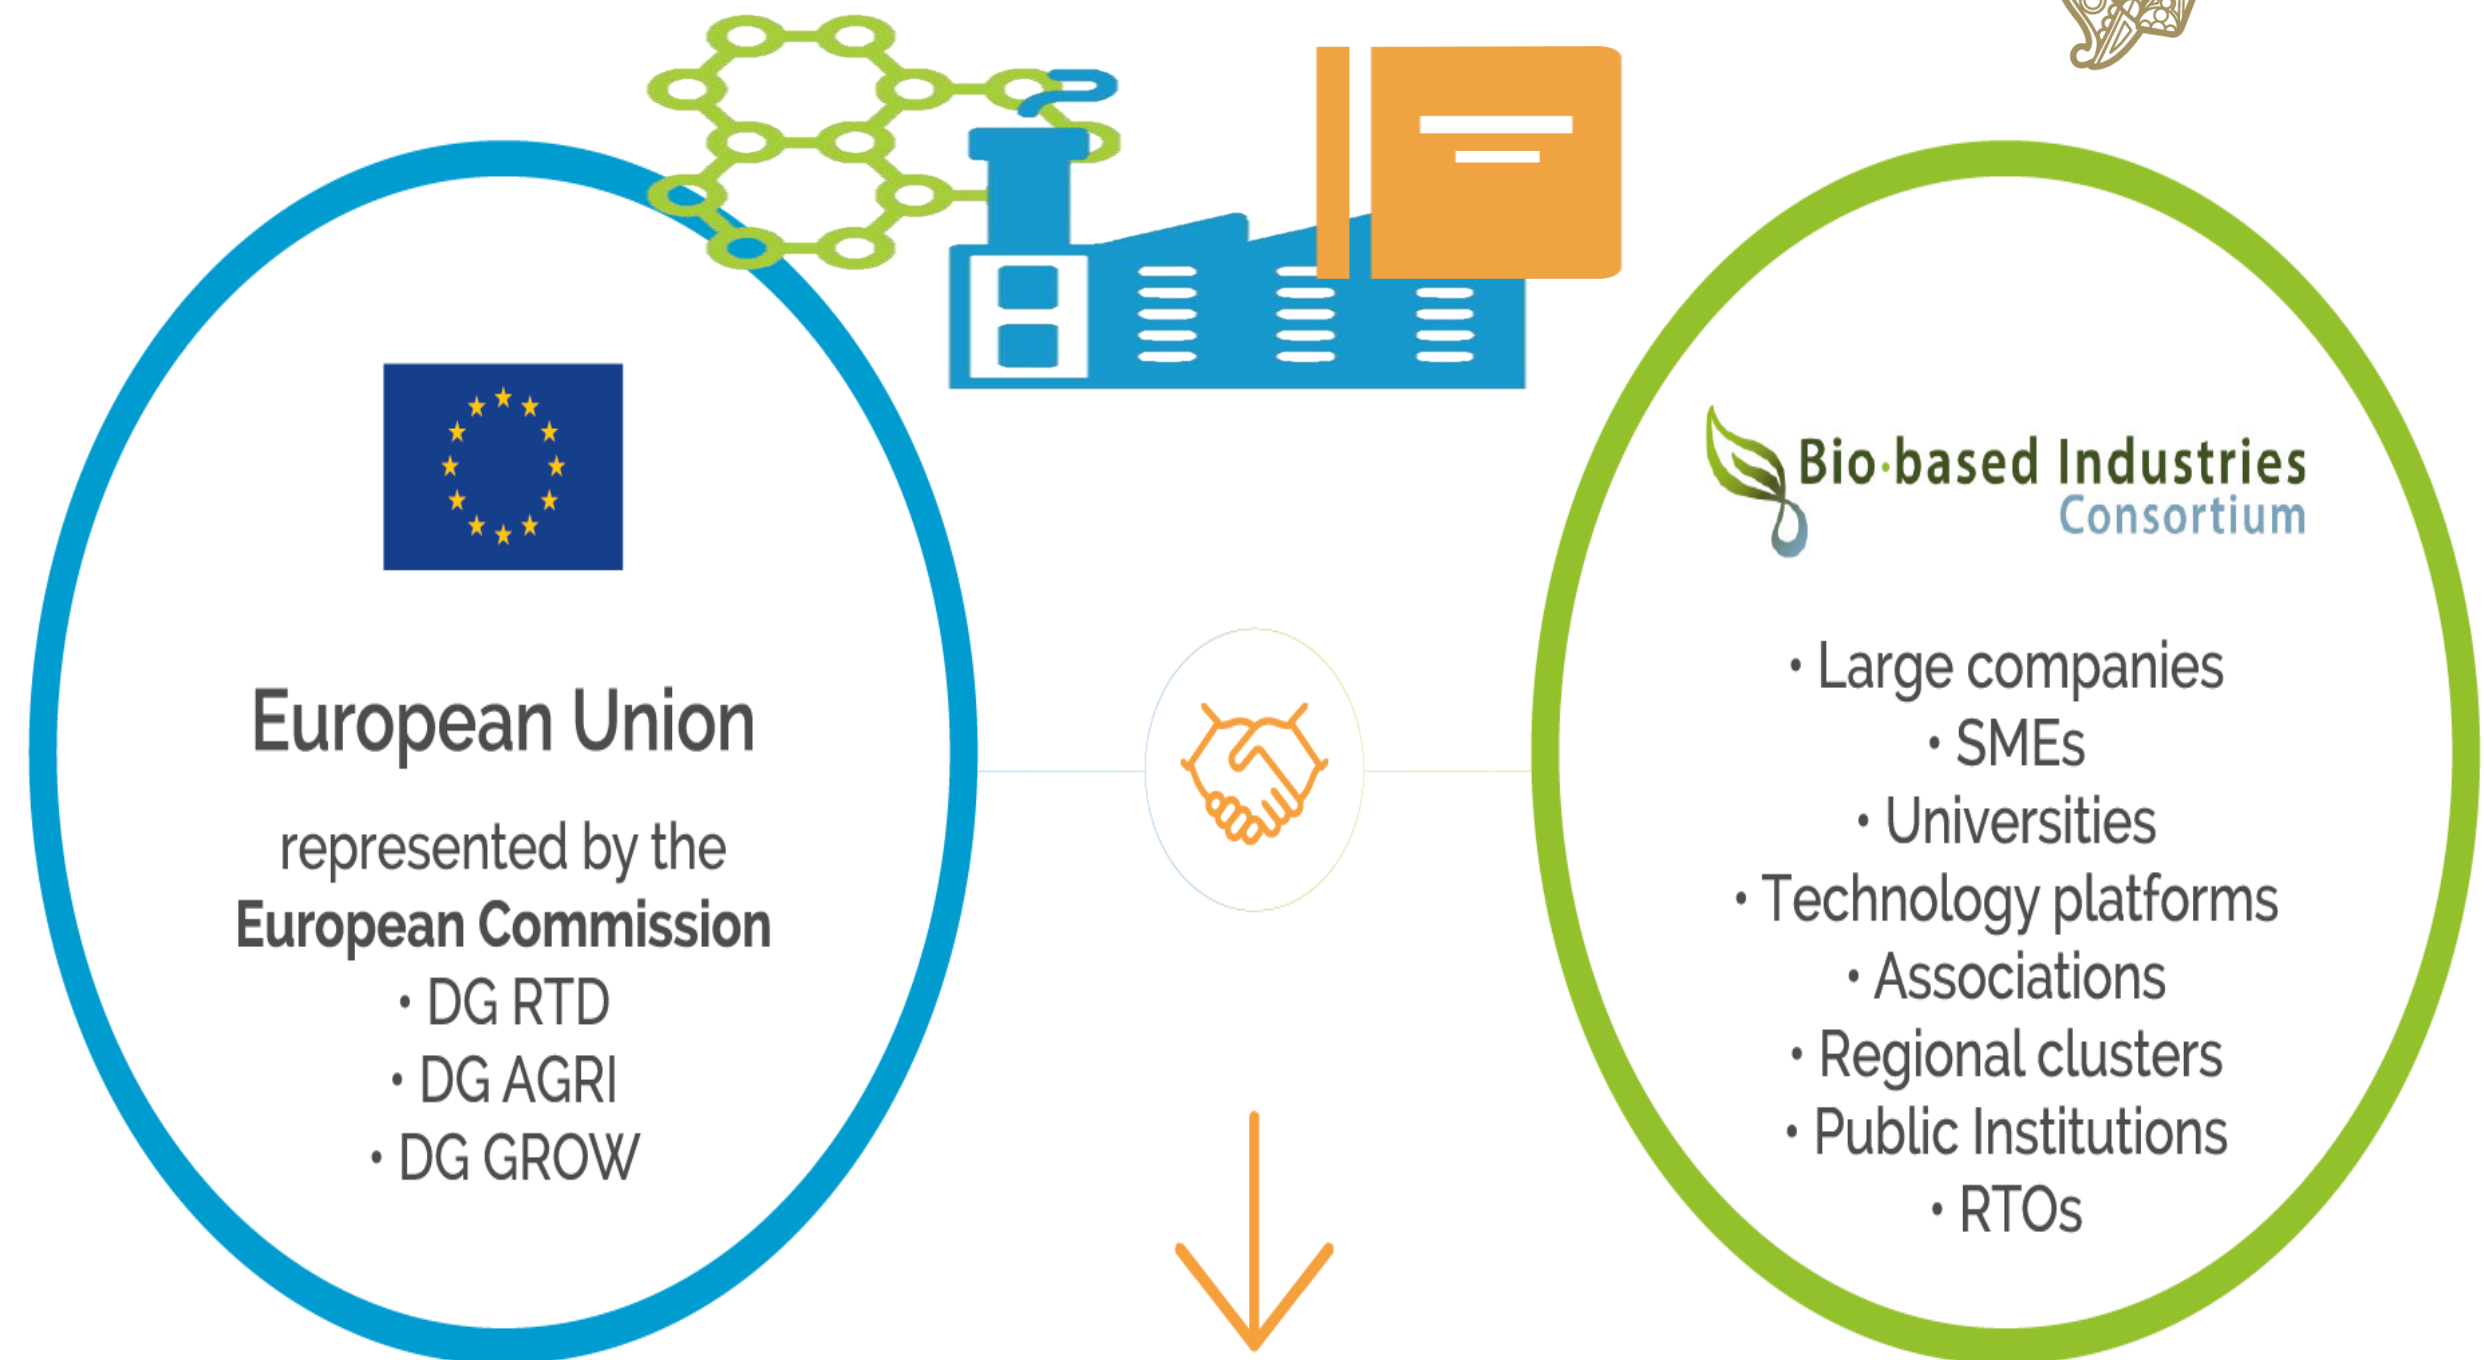 European Union
represented by the
European Commission
• DG RTD
• DG AGRI
• DG GROW
Bio·based Industries
Consortium
• Large companies
• SMEs
• Universities
• Technology platforms
• Associations
• Regional clusters
• Public Institutions
• RTOs